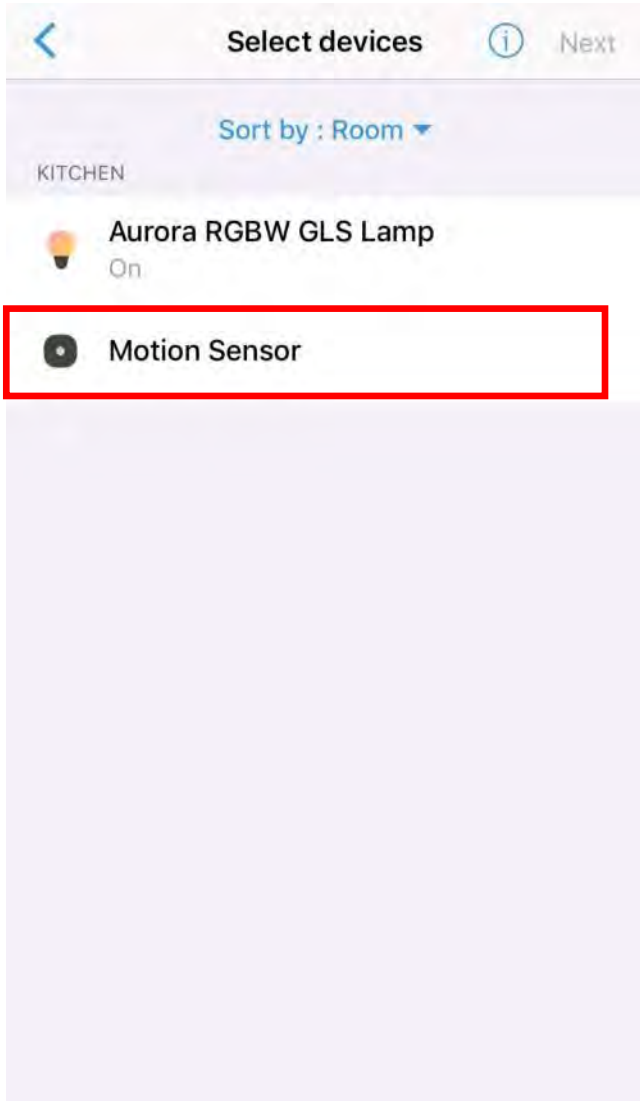 Select devices Next
Sort by : Room
KITCHEN
Aurora RGBW GLS Lamp
On
Motion Sensor